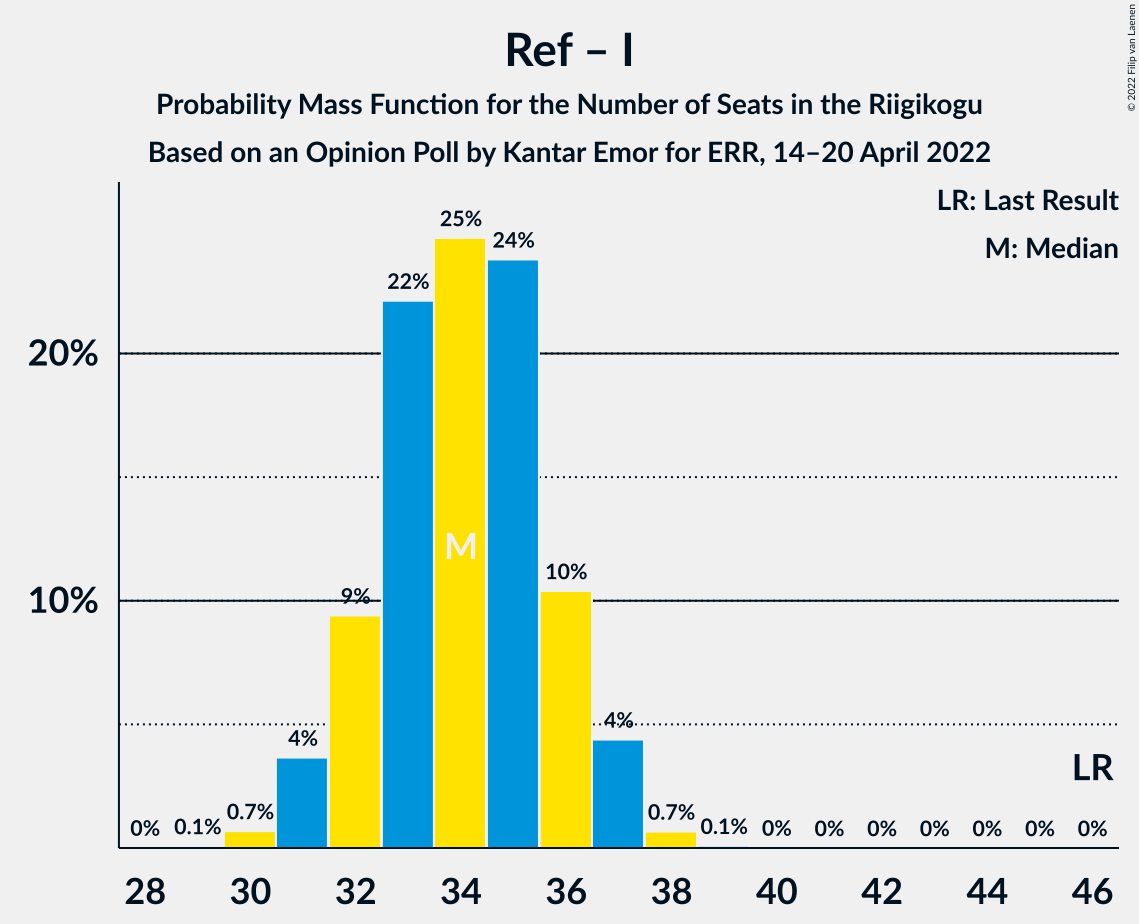 Ref – I
Probability Mass Function for the Number of Seats in the Riigikogu
Based on an Opinion Poll by Kantar Emor for ERR, 14–20 April 2022
© 2022 Filip van Laenen
LR: Last Result
M: Median
25%
24%
22%
20%
M
10%
9%
10%
4%
4%
LR
0% 0.1% 0.7% 0.7% 0.1% 0% 0% 0% 0% 0% 0% 0%
28 30 32 34 36 38 40 42 44 46